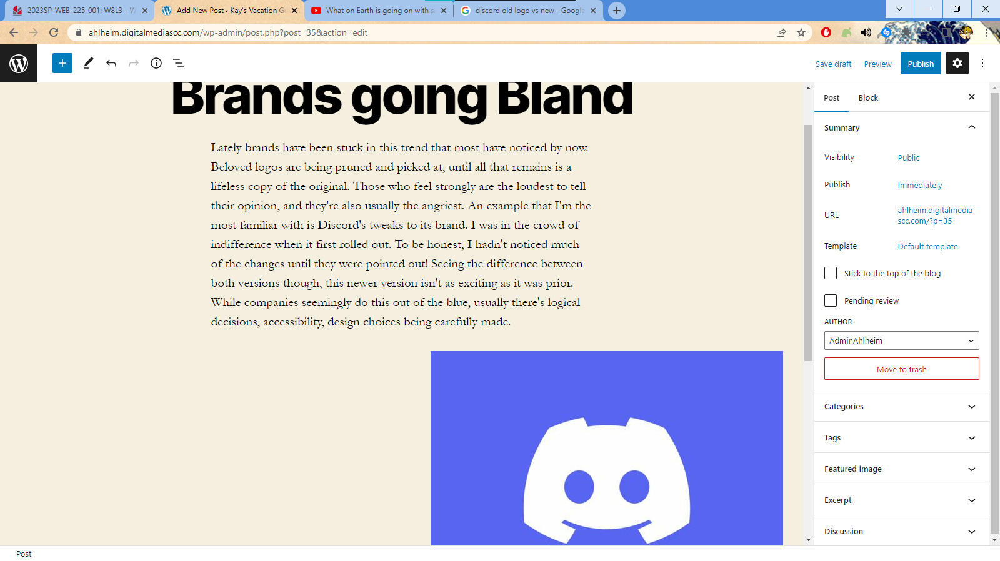 2023SP-WEB-225-001: W8L3 - W
Add New Post ‹ Kay's Vacation Gu
What on Earth is going on with s
discord old logo vs new - Google
ahlheim.digitalmediascc.com/wp-admin/post.php?post=35&action=edit
Save draft
Preview
Publish
Brands going Bland
Lately brands have been stuck in this trend that most have noticed by now.
Beloved logos are being pruned and picked at, until all that remains is a
lifeless copy of the original. Those who feel strongly are the loudest to tell
their opinion, and they're also usually the angriest. An example that I'm the
most familiar with is Discord's tweaks to its brand. I was in the crowd of
indifference when it first rolled out. To be honest, I hadn't noticed much
of the changes until they were pointed out! Seeing the difference between
both versions though, this newer version isn't as exciting as it was prior.
While companies seemingly do this out of the blue, usually there's logical
decisions, accessibility, design choices being carefully made.
Post
Block
Summary
Visibility
Public
Publish
Immediately
URL
ahlheim.digitalmedia
scc.com/?p=35
Template
Default template
Stick to the top of the blog
Pending review
AUTHOR
AdminAhlheim
Move to trash
Categories
Tags
Featured image
Excerpt
Discussion
Post